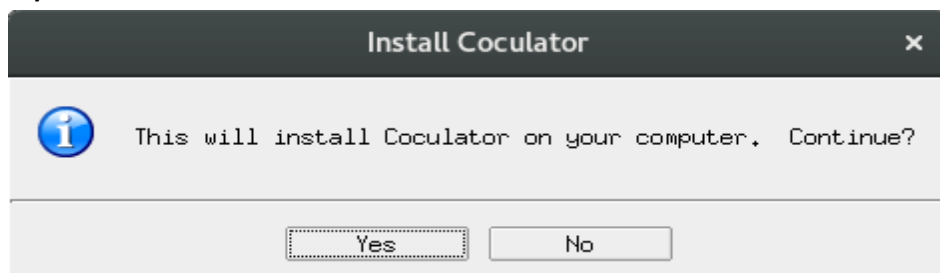 Install Coculator
This will install Coculator on your computer.  Continue?
Yes
No